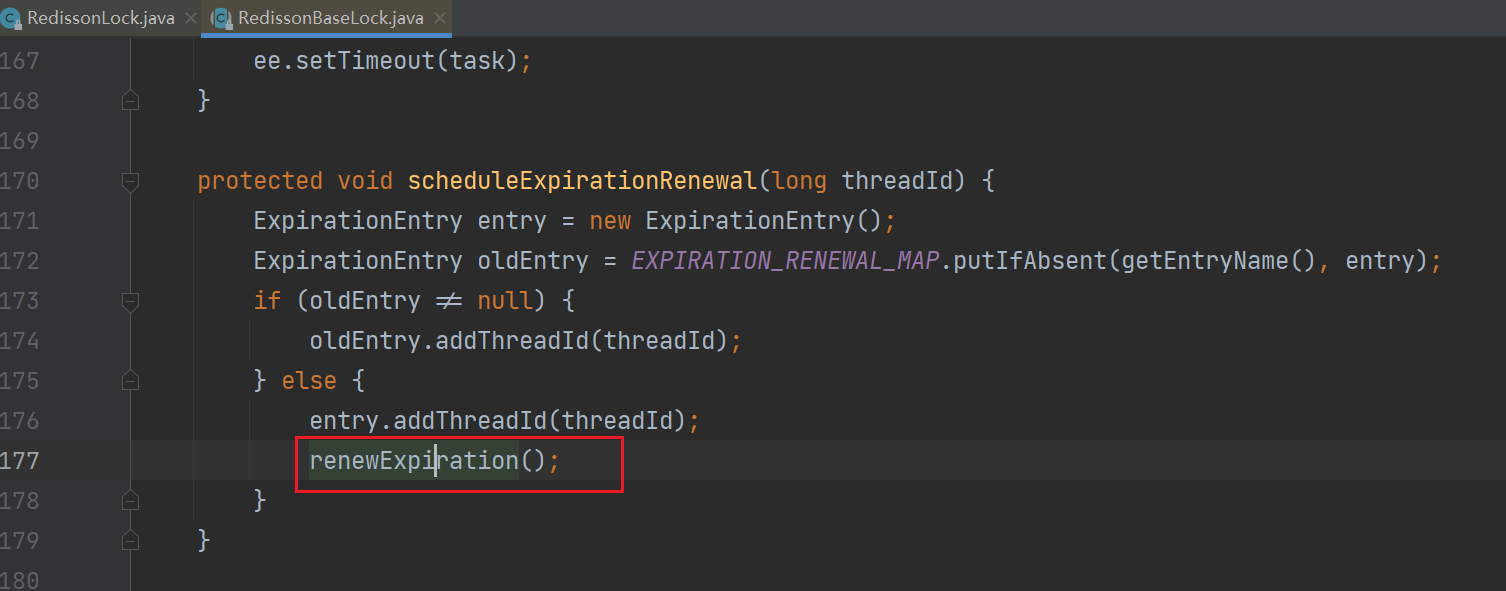 RedissonLock.java RedissonBaseLock.java
167 ee.setTimeout(task);
168 }
169
170 protected void scheduleExpirationRenewal(long threadId) {
171 ExpirationEntry entry = new ExpirationEntry();
172 ExpirationEntry oldEntry = EXPIRATION_RENEWAL_MAP.putIfAbsent(getEntryName(), entry);
173 if (oldEntry != null) {
174 oldEntry.addThreadId(threadId);
175 } else {
176 entry.addThreadId(threadId);
177 renewExpiration();
178 }
179 }
180